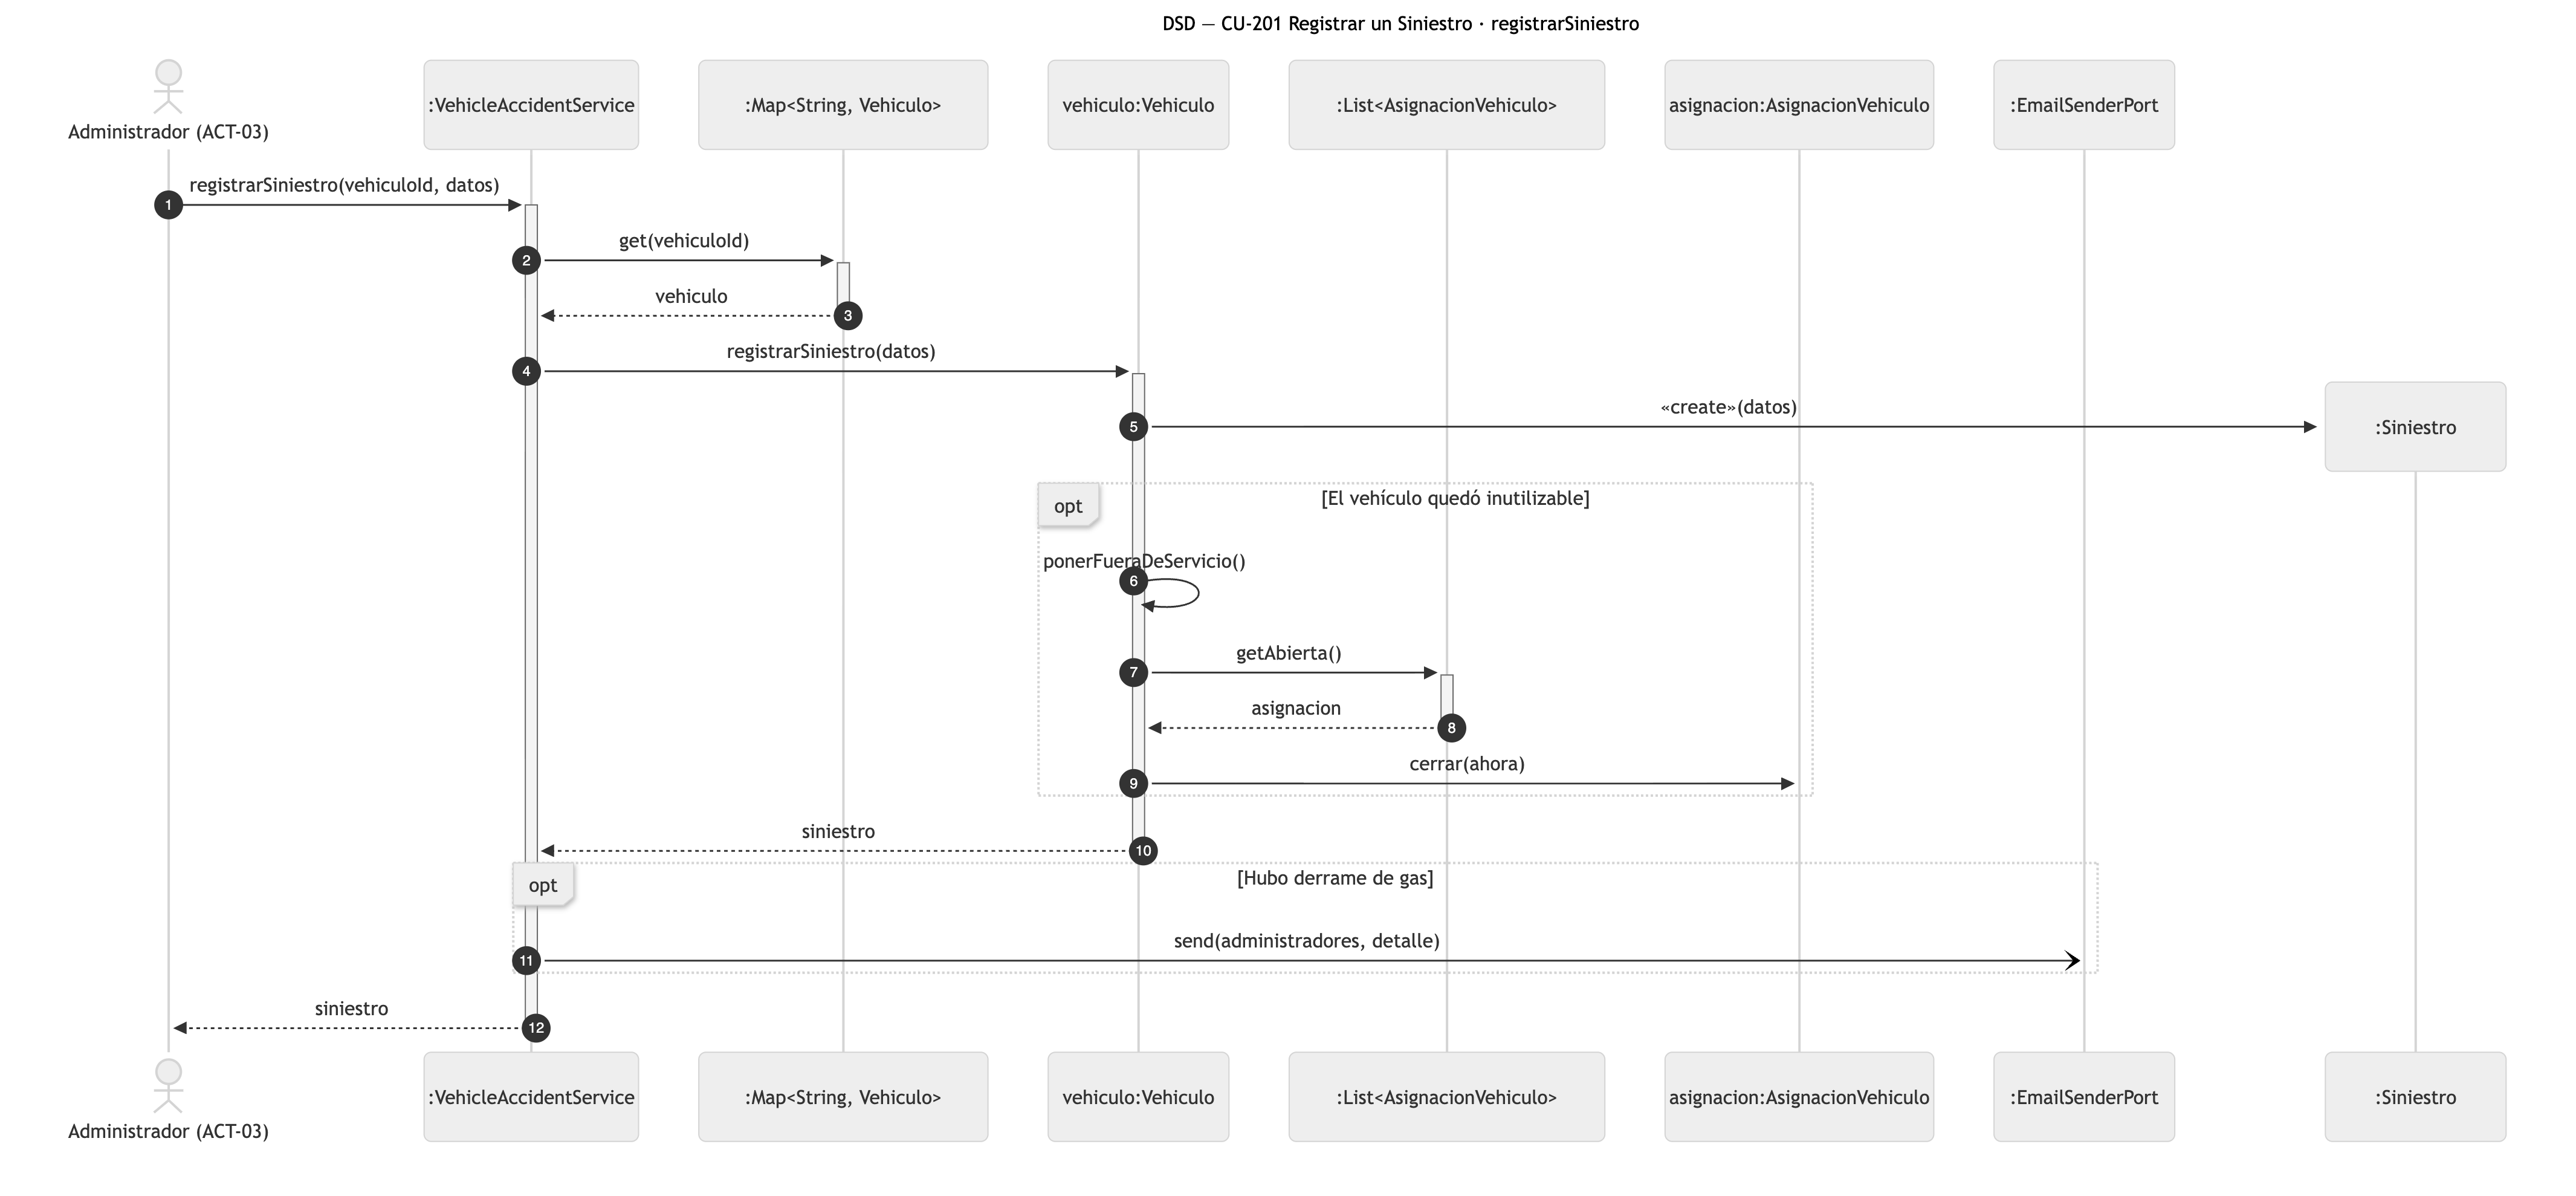 DSD — CU-201 Registrar un Siniestro · registrarSiniestro
Administrador (ACT-03)
:VehicleAccidentService
:Map<String, Vehiculo>
vehiculo:Vehiculo
:List<AsignacionVehiculo>
asignacion:AsignacionVehiculo
:EmailSenderPort
registrarSiniestro(vehiculoId, datos)
1
get(vehiculoId)
2
vehiculo
3
registrarSiniestro(datos)
4
«create»(datos)
5
:Siniestro
opt
[El vehículo quedó inutilizable]
ponerFueraDeServicio()
6
getAbierta()
7
asignacion
8
cerrar(ahora)
9
siniestro
10
opt
[Hubo derrame de gas]
send(administradores, detalle)
11
siniestro
12
Administrador (ACT-03)
:VehicleAccidentService
:Map<String, Vehiculo>
vehiculo:Vehiculo
:List<AsignacionVehiculo>
asignacion:AsignacionVehiculo
:EmailSenderPort
:Siniestro